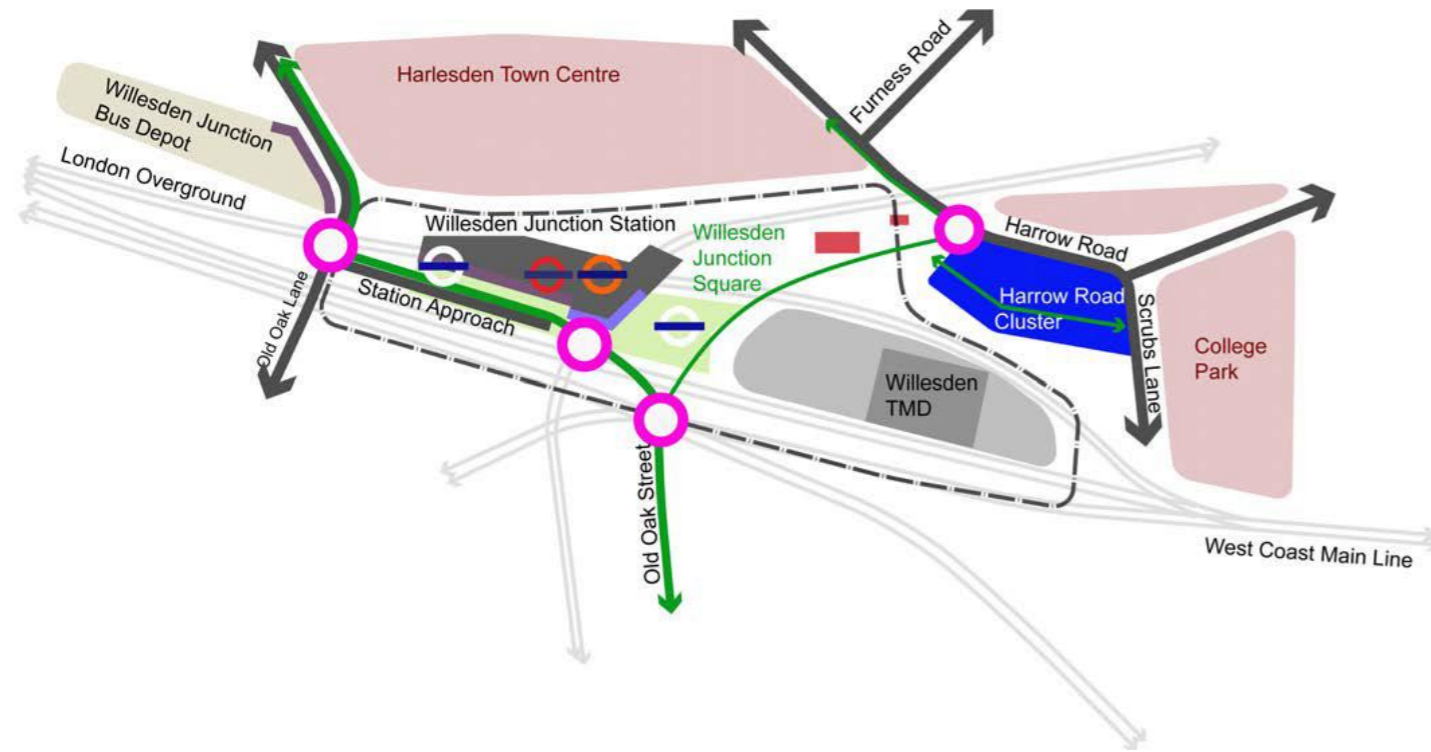 Harlesden Town Centre
Furness Road
Willesden Junction
Bus Depot
London Overground
Willesden Junction Station
Willesden
Junction
Square
Harrow Road
Old Oak Lane
Station Approach
Harrow Road
Cluster
Scrubs Lane
College
Park
Willesden
TMD
Old Oak Street
West Coast Main Line